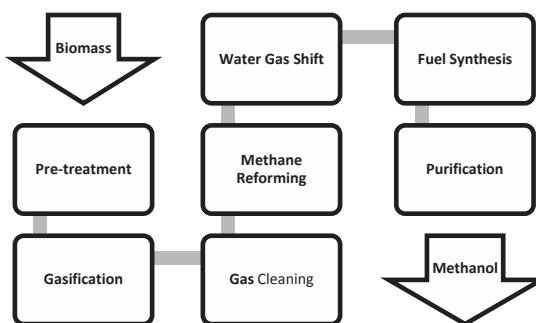 Biomass
Pre-treatment
Gasification
Gas Cleaning
Methane
Reforming
Water Gas Shift
Fuel Synthesis
Purification
Methanol